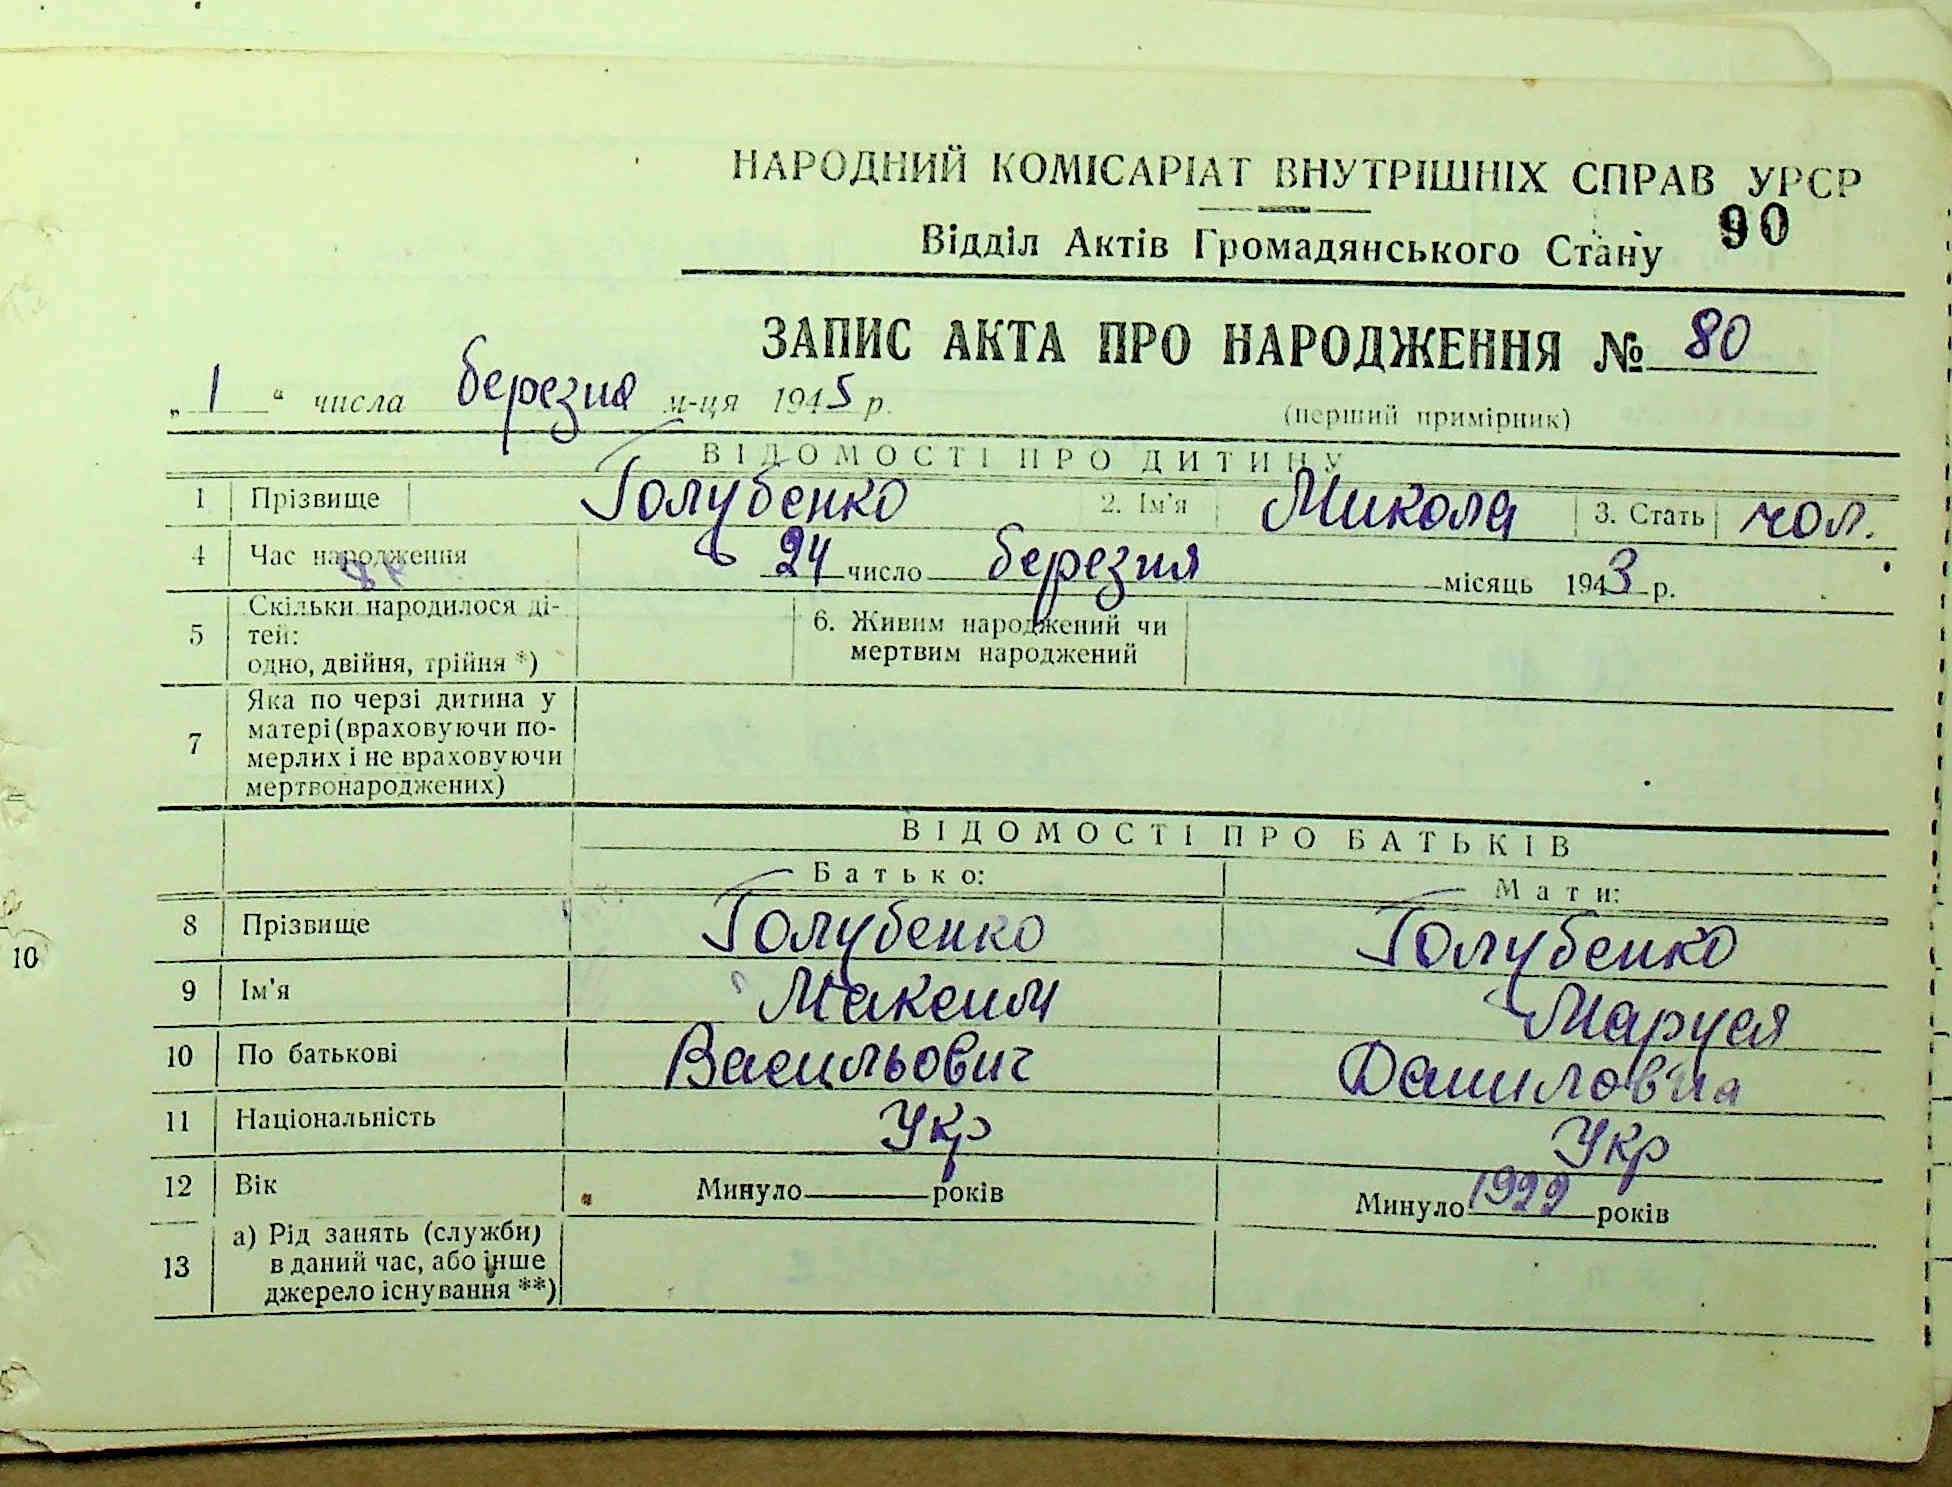 НАРОДНИЙ КОМІСАРІАТ ВНУТРІШНІХ СПРАВ УРСР
Відділ Актів Громадянського Стану 90
ЗАПИС АКТА ПРО НАРОДЖЕННЯ № 80
„ 1 “ числа березня м-ця 1945 р.
(перший примірник)
ВІДОМОСТІ ПРО ДИТИНУ
1 Прізвище Голубенко 2. Ім'я Микола 3. Стать чол.
4 Час народження 24 число березня місяць 1943 р.
5 Скільки народилося ді-
тей:
одно, двійня, трійня *)
6. Живим народжений чи
мертвим народжений
7 Яка по черзі дитина у
матері (враховуючи по-
мерлих і не враховуючи
мертвонароджених)
ВІДОМОСТІ ПРО БАТЬКІВ
Батько: Мати:
8 Прізвище Голубенко Голубенко
9 Ім'я Максим Маруся
10 По батькові Васильович Даниловна
11 Національність Укр Укр
12 Вік Минуло років Минуло 1922 років
13 а) Рід занять (служби)
в даний час, або інше
джерело існування **)
10